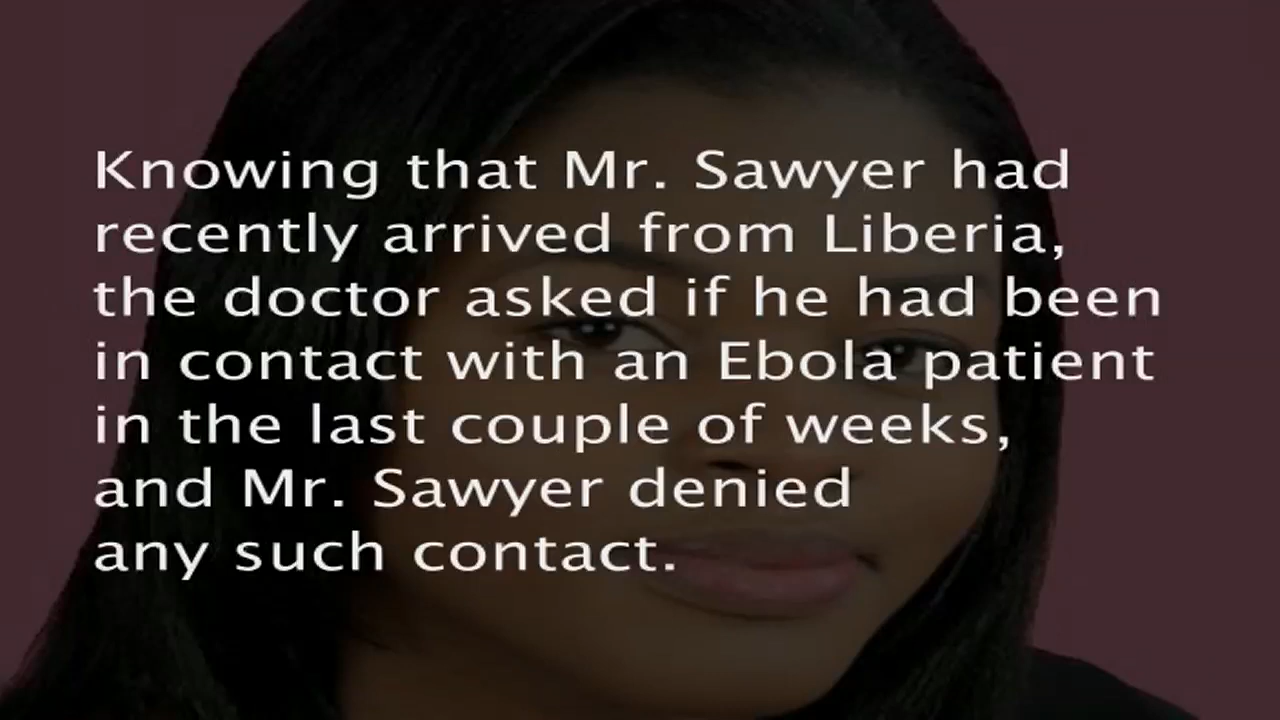 Knowing that Mr. Sawyer had
recently arrived from Liberia,
the doctor asked if he had been
in contact with an Ebola patient
in the last couple of weeks,
and Mr. Sawyer denied
any such contact.